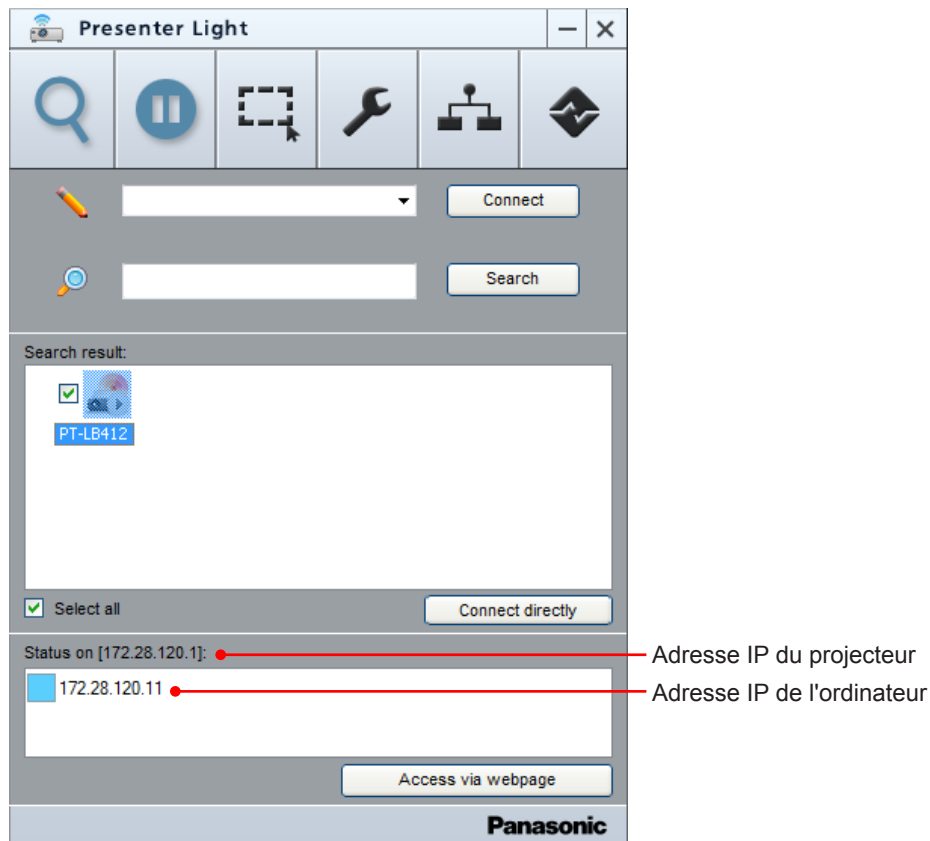 Presenter Light
Connect
Search
Search result:
PT-LB412
Select all
Connect directly
Status on [172.28.120.1]:
Adresse IP du projecteur
172.28.120.11
Adresse IP de l'ordinateur
Access via webpage
Panasonic